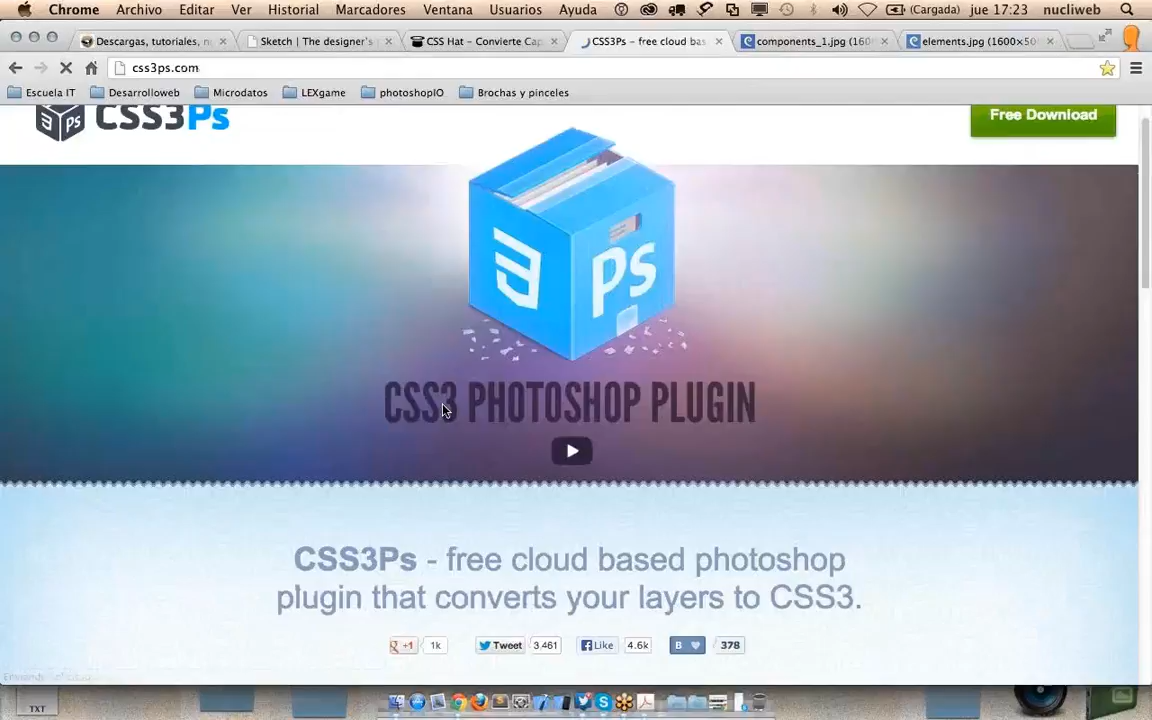 Chrome Archivo Editar Ver Historial Marcadores Ventana Usuarios Ayuda (Cargada) jue 17:23 nucliweb
Descargas, tutoriales, n
Sketch | The designer's
CSS Hat – Convierte Cap
CSS3Ps – free cloud bas
components_1.jpg (160
elements.jpg (1600×50
css3ps.com
Escuela IT Desarrolloweb Microdatos LEXgame photoshopIO Brochas y pinceles
CSS3Ps
Free Download
Ps
CSS3 PHOTOSHOP PLUGIN
CSS3Ps - free cloud based photoshop
plugin that converts your layers to CSS3.
+1 1k Tweet 3,461 Like 4.6k B 378
TXT